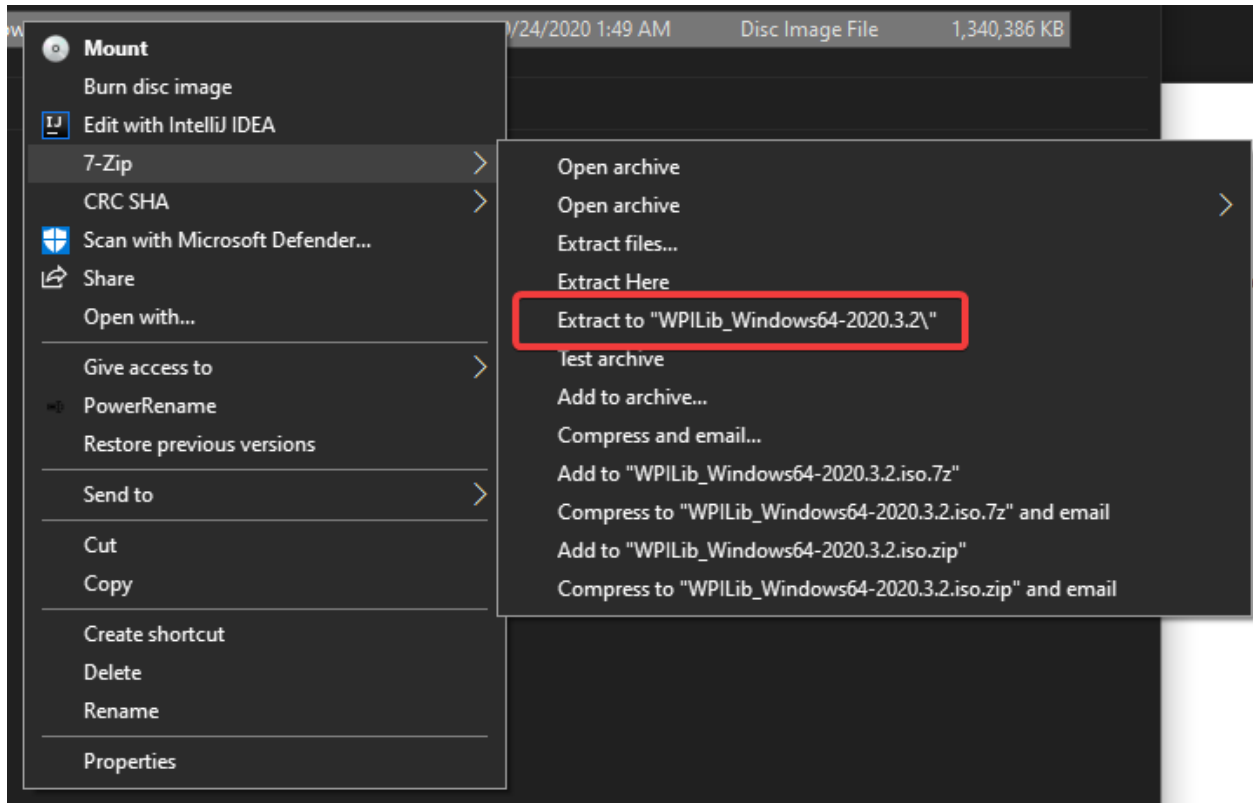 /24/2020 1:49 AM Disc Image File 1,340,386 KB
Mount
Burn disc image
Edit with IntelliJ IDEA
7-Zip
CRC SHA
Scan with Microsoft Defender...
Share
Open with...
Give access to
PowerRename
Restore previous versions
Send to
Cut
Copy
Create shortcut
Delete
Rename
Properties
Open archive
Open archive
Extract files...
Extract Here
Extract to "WPILib_Windows64-2020.3.2\"
Test archive
Add to archive...
Compress and email...
Add to "WPILib_Windows64-2020.3.2.iso.7z"
Compress to "WPILib_Windows64-2020.3.2.iso.7z" and email
Add to "WPILib_Windows64-2020.3.2.iso.zip"
Compress to "WPILib_Windows64-2020.3.2.iso.zip" and email